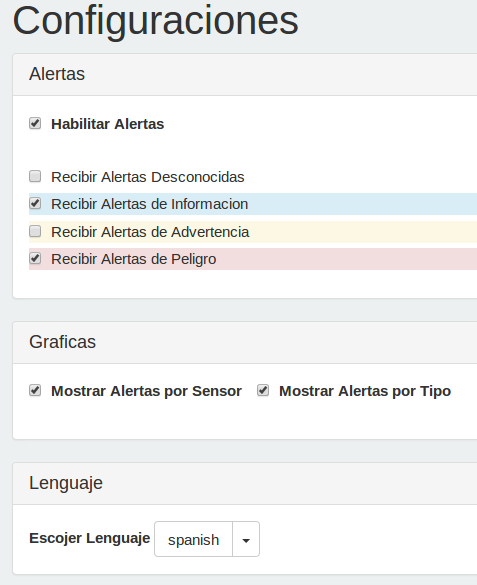 Configuraciones
Alertas
Habilitar Alertas
Recibir Alertas Desconocidas
Recibir Alertas de Informacion
Recibir Alertas de Advertencia
Recibir Alertas de Peligro
Graficas
Mostrar Alertas por Sensor Mostrar Alertas por Tipo
Lenguaje
Escojer Lenguaje spanish